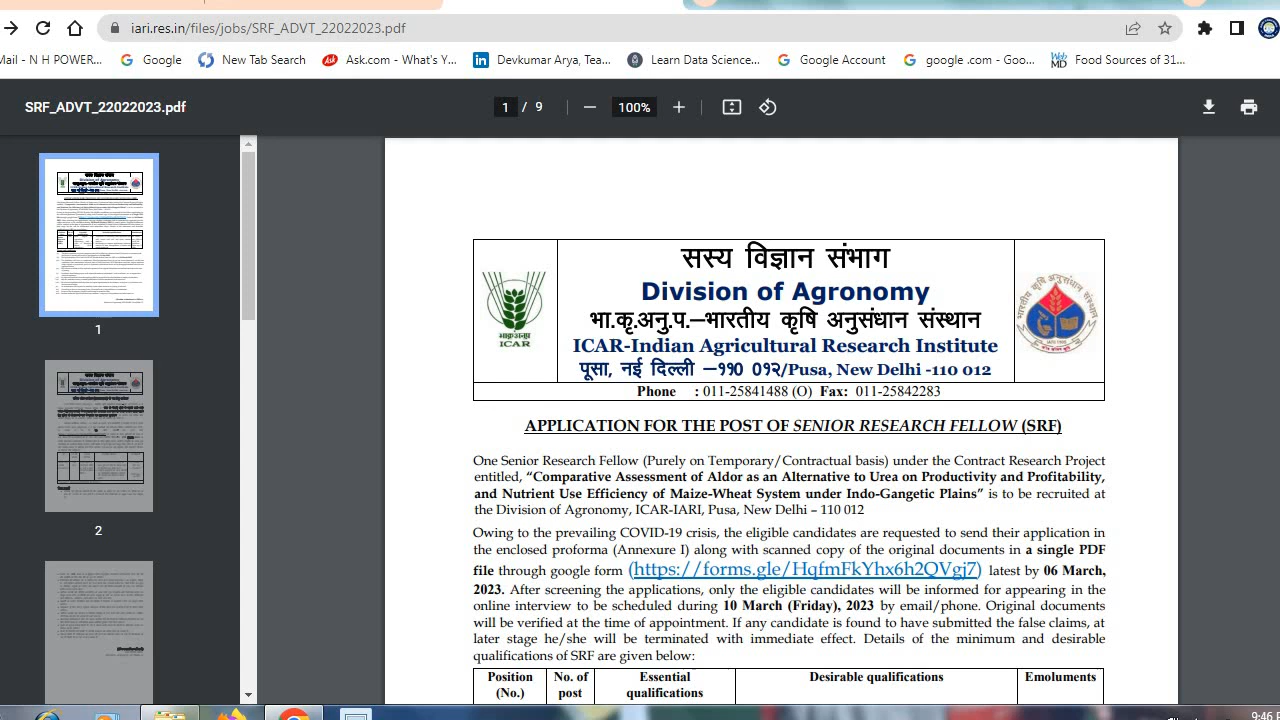 iari.res.in/files/jobs/SRF_ADVT_22022023.pdf
Mail - N H POWER... Google New Tab Search Ask.com - What's Y... Devkumar Arya, Tea... Learn Data Science... Google Account google .com - Goo... Web MD Food Sources of 31...
SRF_ADVT_22022023.pdf 1 / 9 100%
1
2
सस्य विज्ञान संभाग
Division of Agronomy
भा.कृ.अनु.प.–भारतीय कृषि अनुसंधान संस्थान
ICAR-Indian Agricultural Research Institute
पूसा, नई दिल्ली –११० ०१२/Pusa, New Delhi -110 012
भाकृअनुप
ICAR
भारतीय कृषि अनुसंधान संस्थान
Phone : 011-25841488 (O) Fax: 011-25842283
APPLICATION FOR THE POST OF SENIOR RESEARCH FELLOW (SRF)
One Senior Research Fellow (Purely on Temporary/Contractual basis) under the Contract Research Project
entitled, “Comparative Assessment of Aldor as an Alternative to Urea on Productivity and Profitability,
and Nutrient Use Efficiency of Maize-Wheat System under Indo-Gangetic Plains” is to be recruited at
the Division of Agronomy, ICAR-IARI, Pusa, New Delhi – 110 012
Owing to the prevailing COVID-19 crisis, the eligible candidates are requested to send their application in
the enclosed proforma (Annexure I) along with scanned copy of the original documents in a single PDF
file through google form (https://forms.gle/HqfmFkYhx6h2QVgj7) latest by 06 March,
2023. After screening the applications, only the eligible candidates will be informed for appearing in the
online interview to be scheduled during 10 March (Friday), 2023 by email/phone. Original documents
will be verified at the time of appointment. If any candidate is found to have submitted the false claims, at
later stage he/she will be terminated with immediate effect. Details of the minimum and desirable
qualifications of SRF are given below:
Position No. of Essential Desirable qualifications Emoluments
(No.) post qualifications
9:46